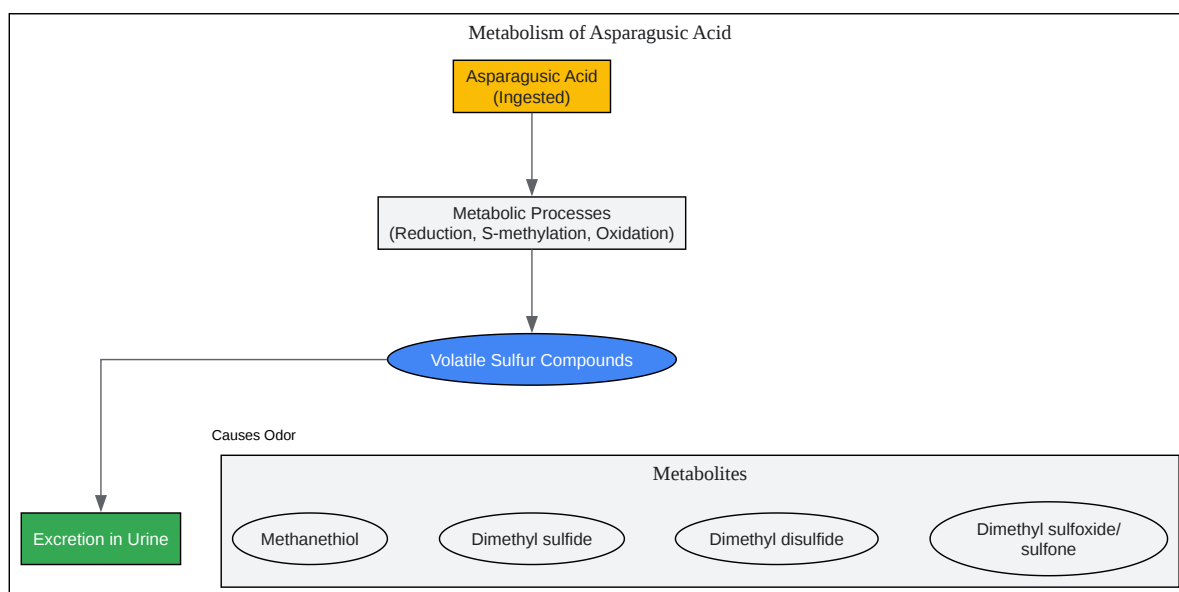 Metabolism of Asparagusic Acid
Asparagusic Acid
(Ingested)
Metabolic Processes
(Reduction, S-methylation, Oxidation)
Volatile Sulfur Compounds
Causes Odor
Metabolites
Excretion in Urine
Methanethiol
Dimethyl sulfide
Dimethyl disulfide
Dimethyl sulfoxide/
sulfone